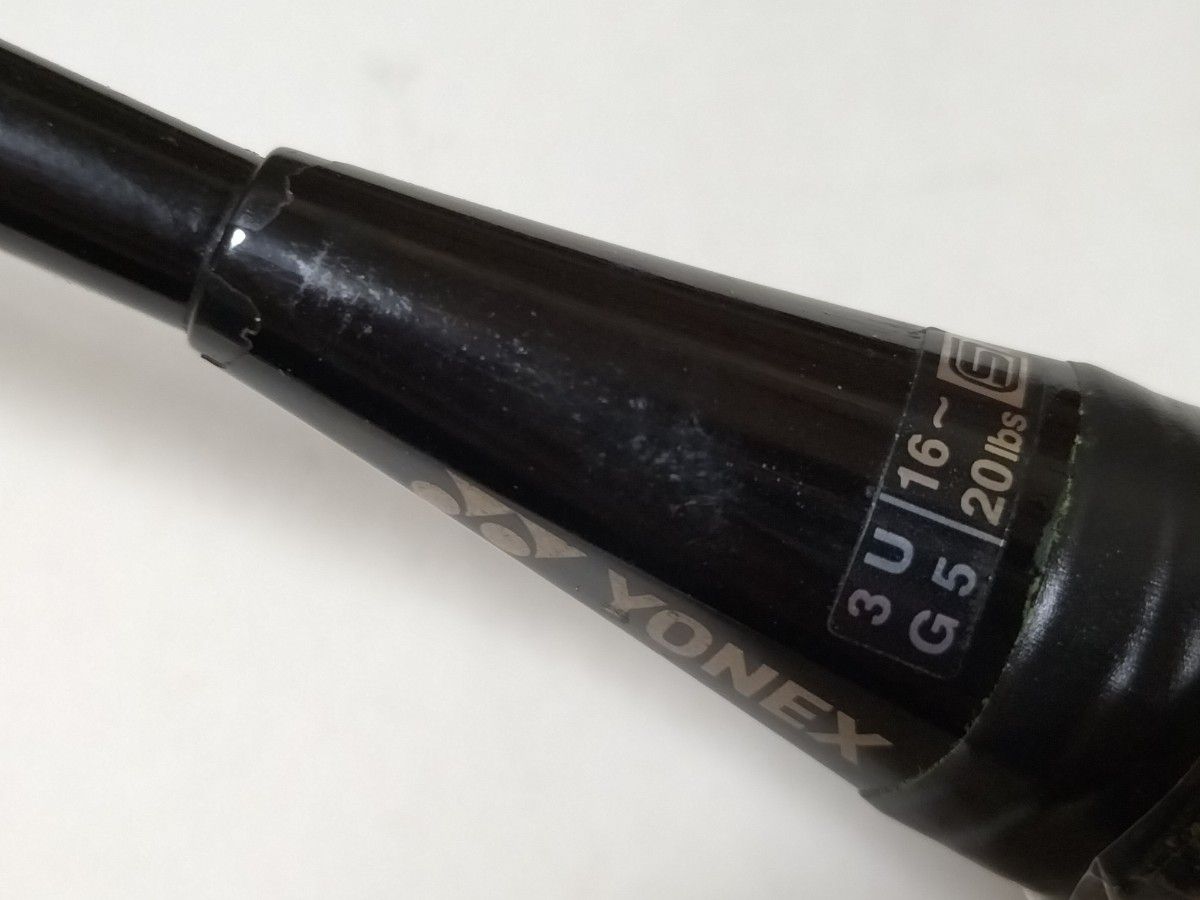 3U 16~
G5 20lbs
YONEX